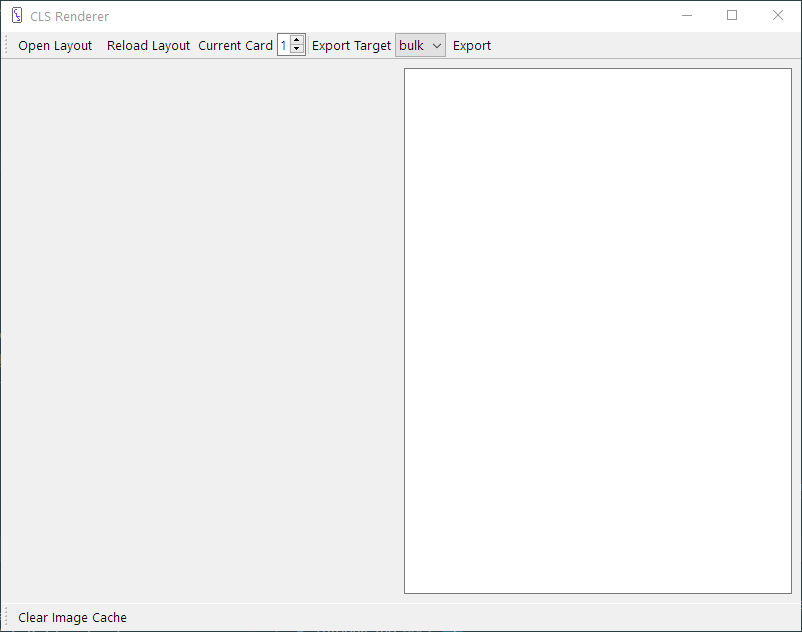 CLS Renderer
Open Layout Reload Layout Current Card 1 Export Target bulk Export
Clear Image Cache